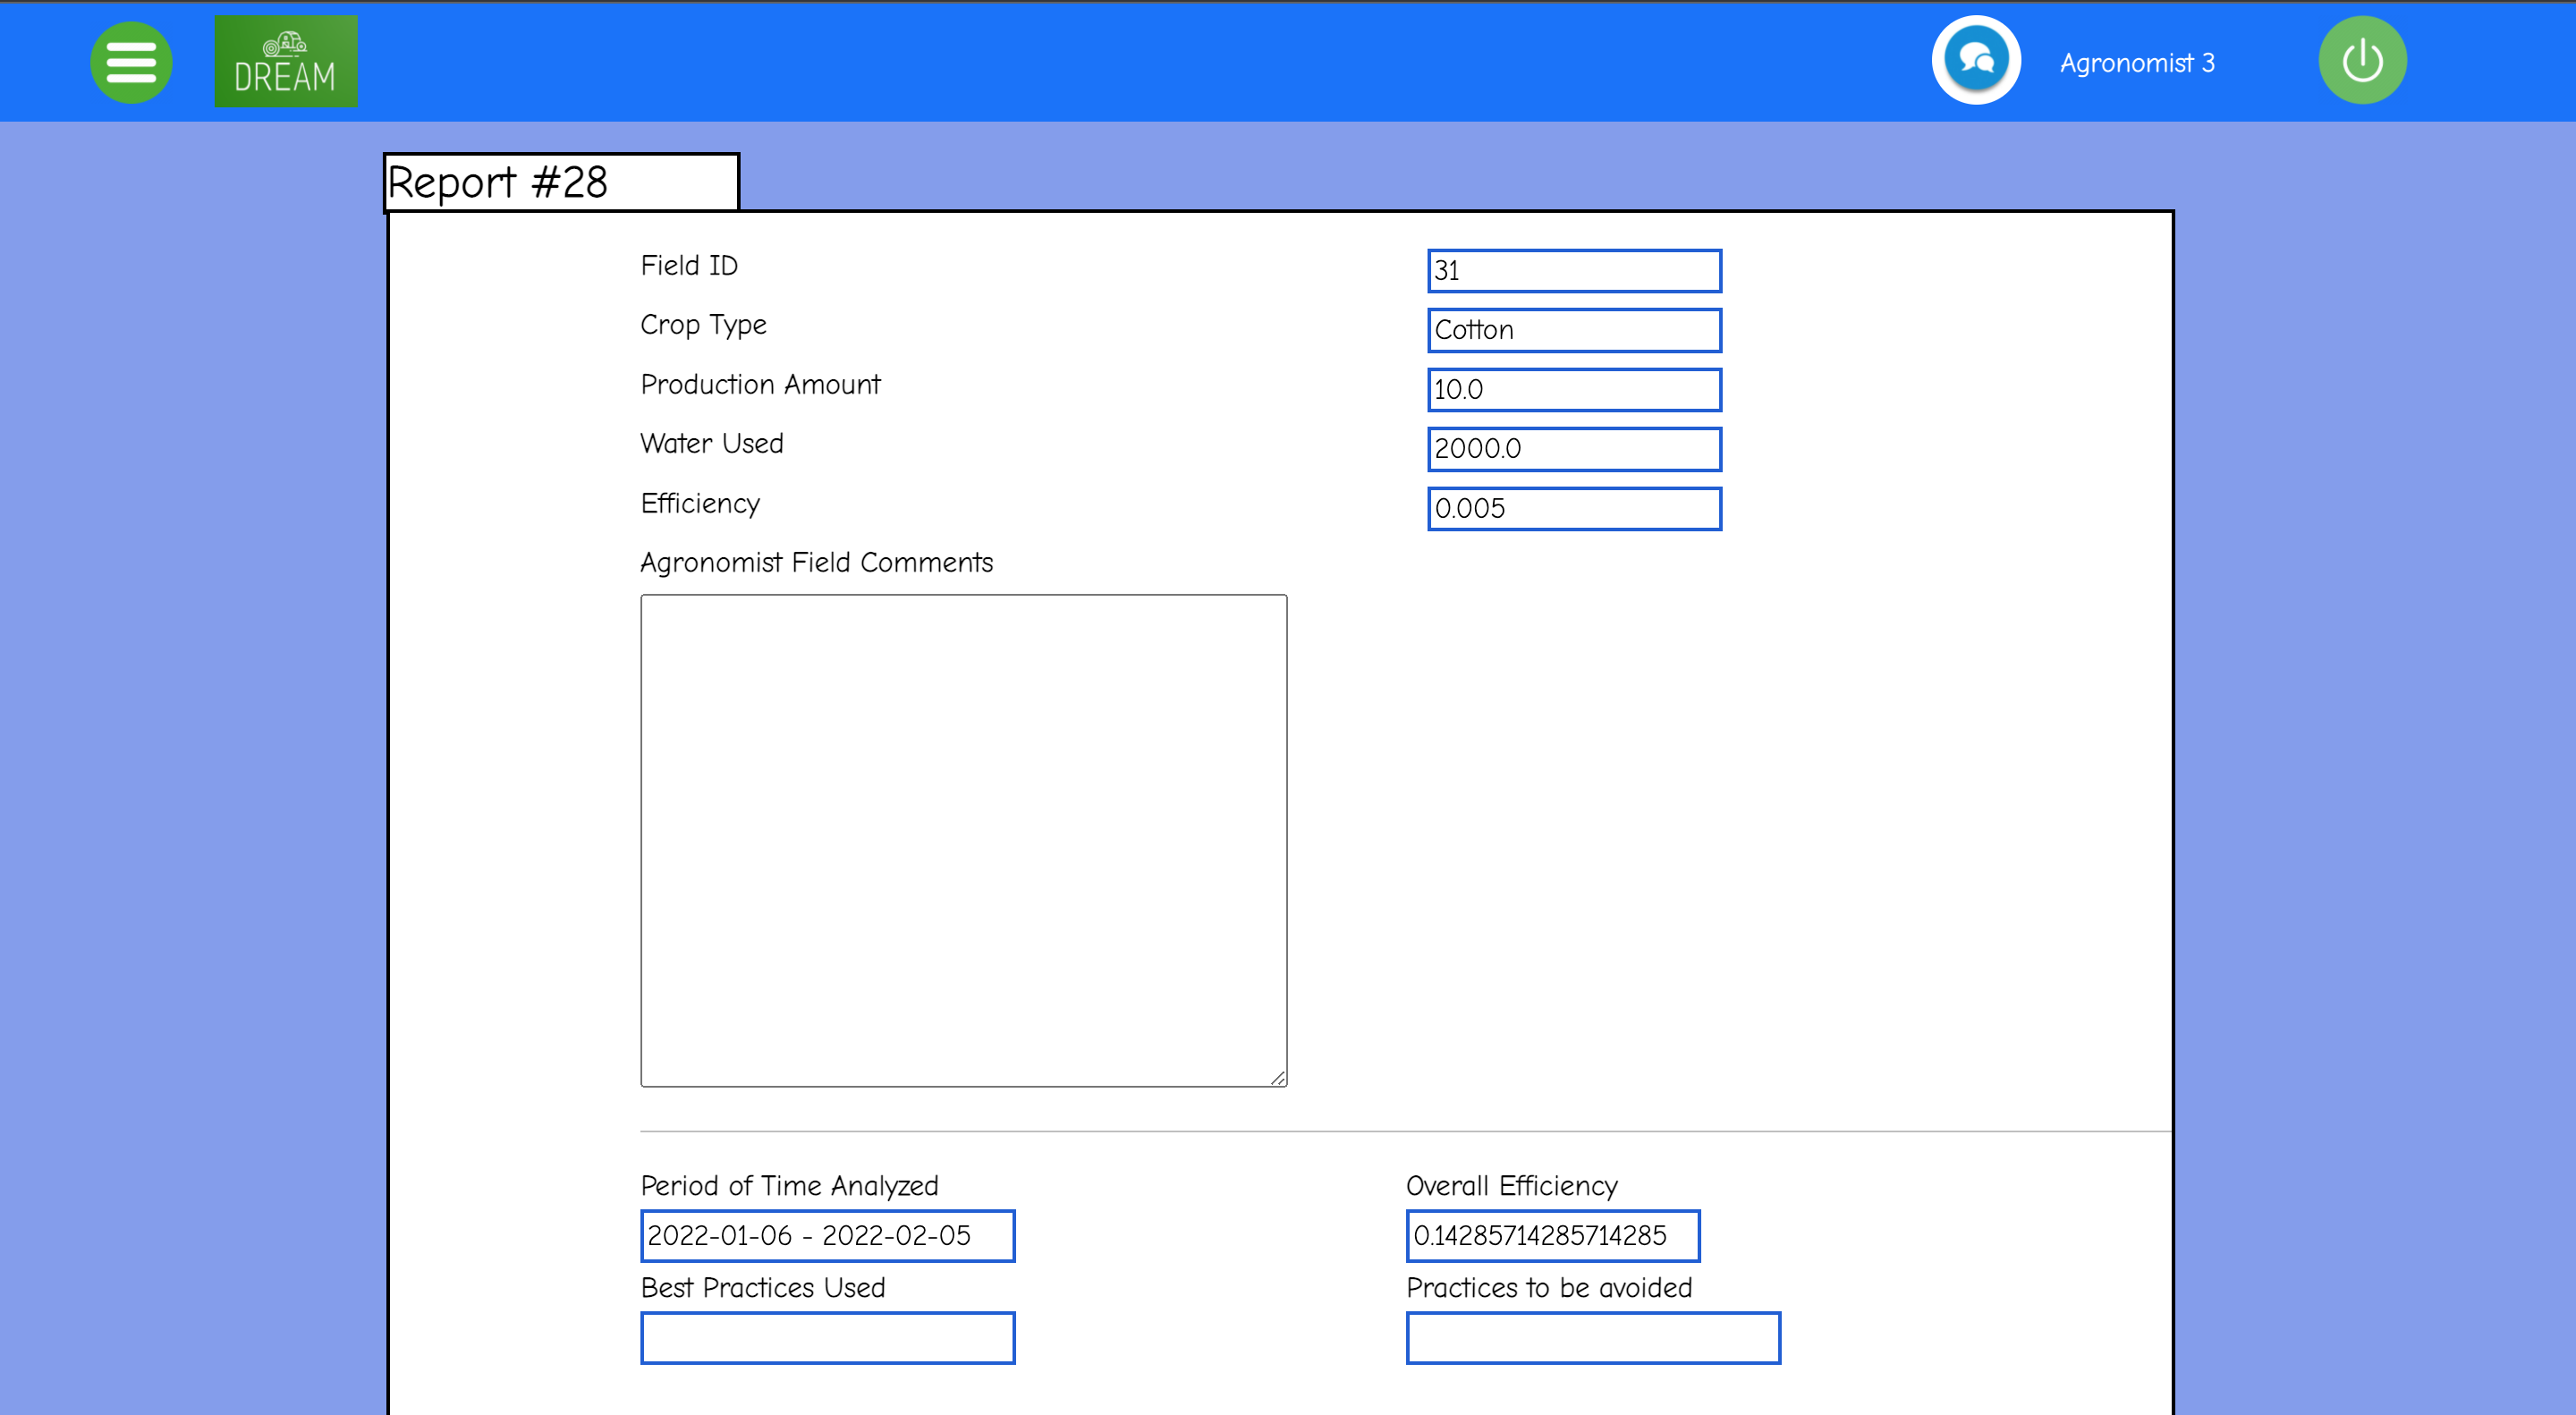 DREAM
Agronomist 3
Report #28
Field ID 31
Crop Type Cotton
Production Amount 10.0
Water Used 2000.0
Efficiency 0.005
Agronomist Field Comments
Period of Time Analyzed Overall Efficiency
2022-01-06 - 2022-02-05 0.14285714285714285
Best Practices Used Practices to be avoided